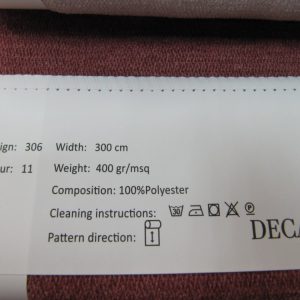 ign: 306 Width: 300 cm
ur: 11 Weight: 400 gr/msq
Composition: 100%Polyester
Cleaning instructions:
Pattern direction:
DECA